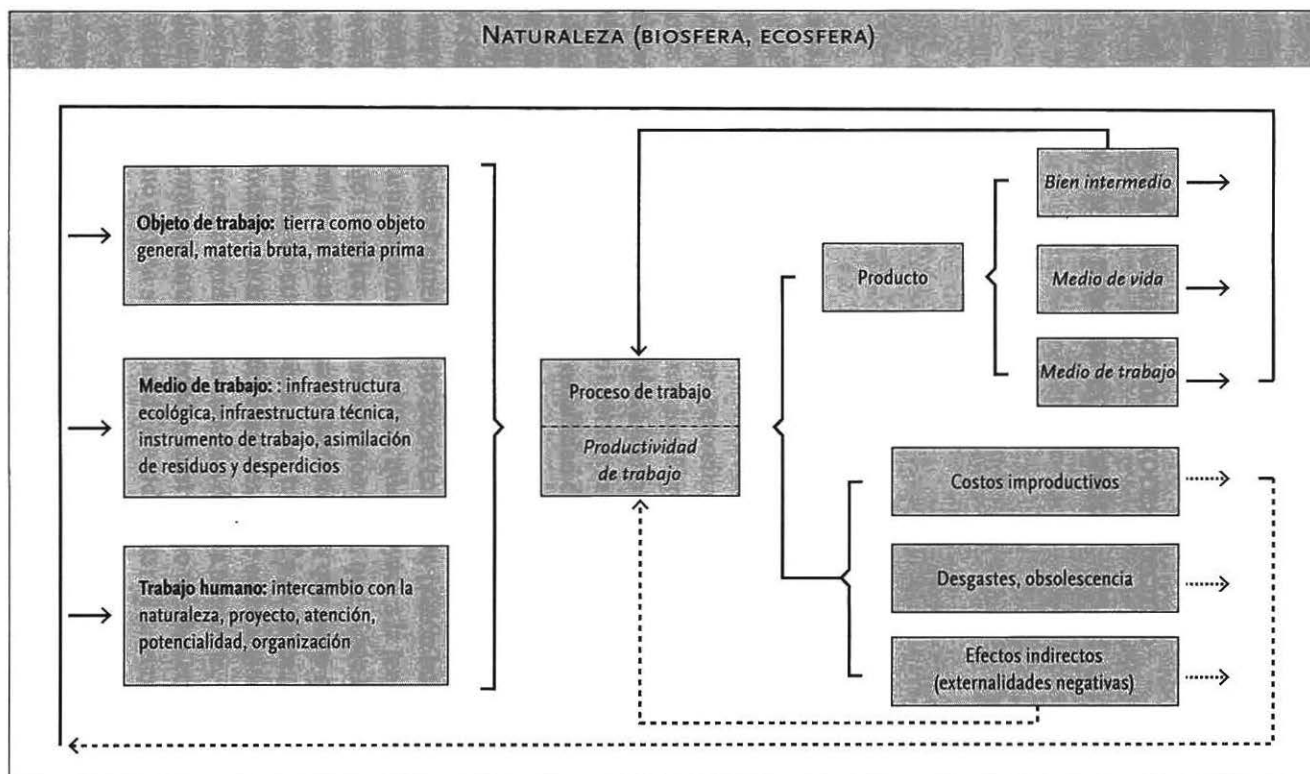 NATURALEZA (BIOSFERA, ECOSFERA)
Objeto de trabajo: tierra como objeto
general, materia bruta, materia prima
Medio de trabajo: : infraestructura
ecológica, infraestructura técnica,
instrumento de trabajo, asimilación
de residuos y desperdicios
Trabajo humano: intercambio con la
naturaleza, proyecto, atención,
potencialidad, organización
Proceso de trabajo
Productividad
de trabajo
Producto
Bien intermedio
Medio de vida
Medio de trabajo
Costos improductivos
Desgastes, obsolescencia
Efectos indirectos
(externalidades negativas)